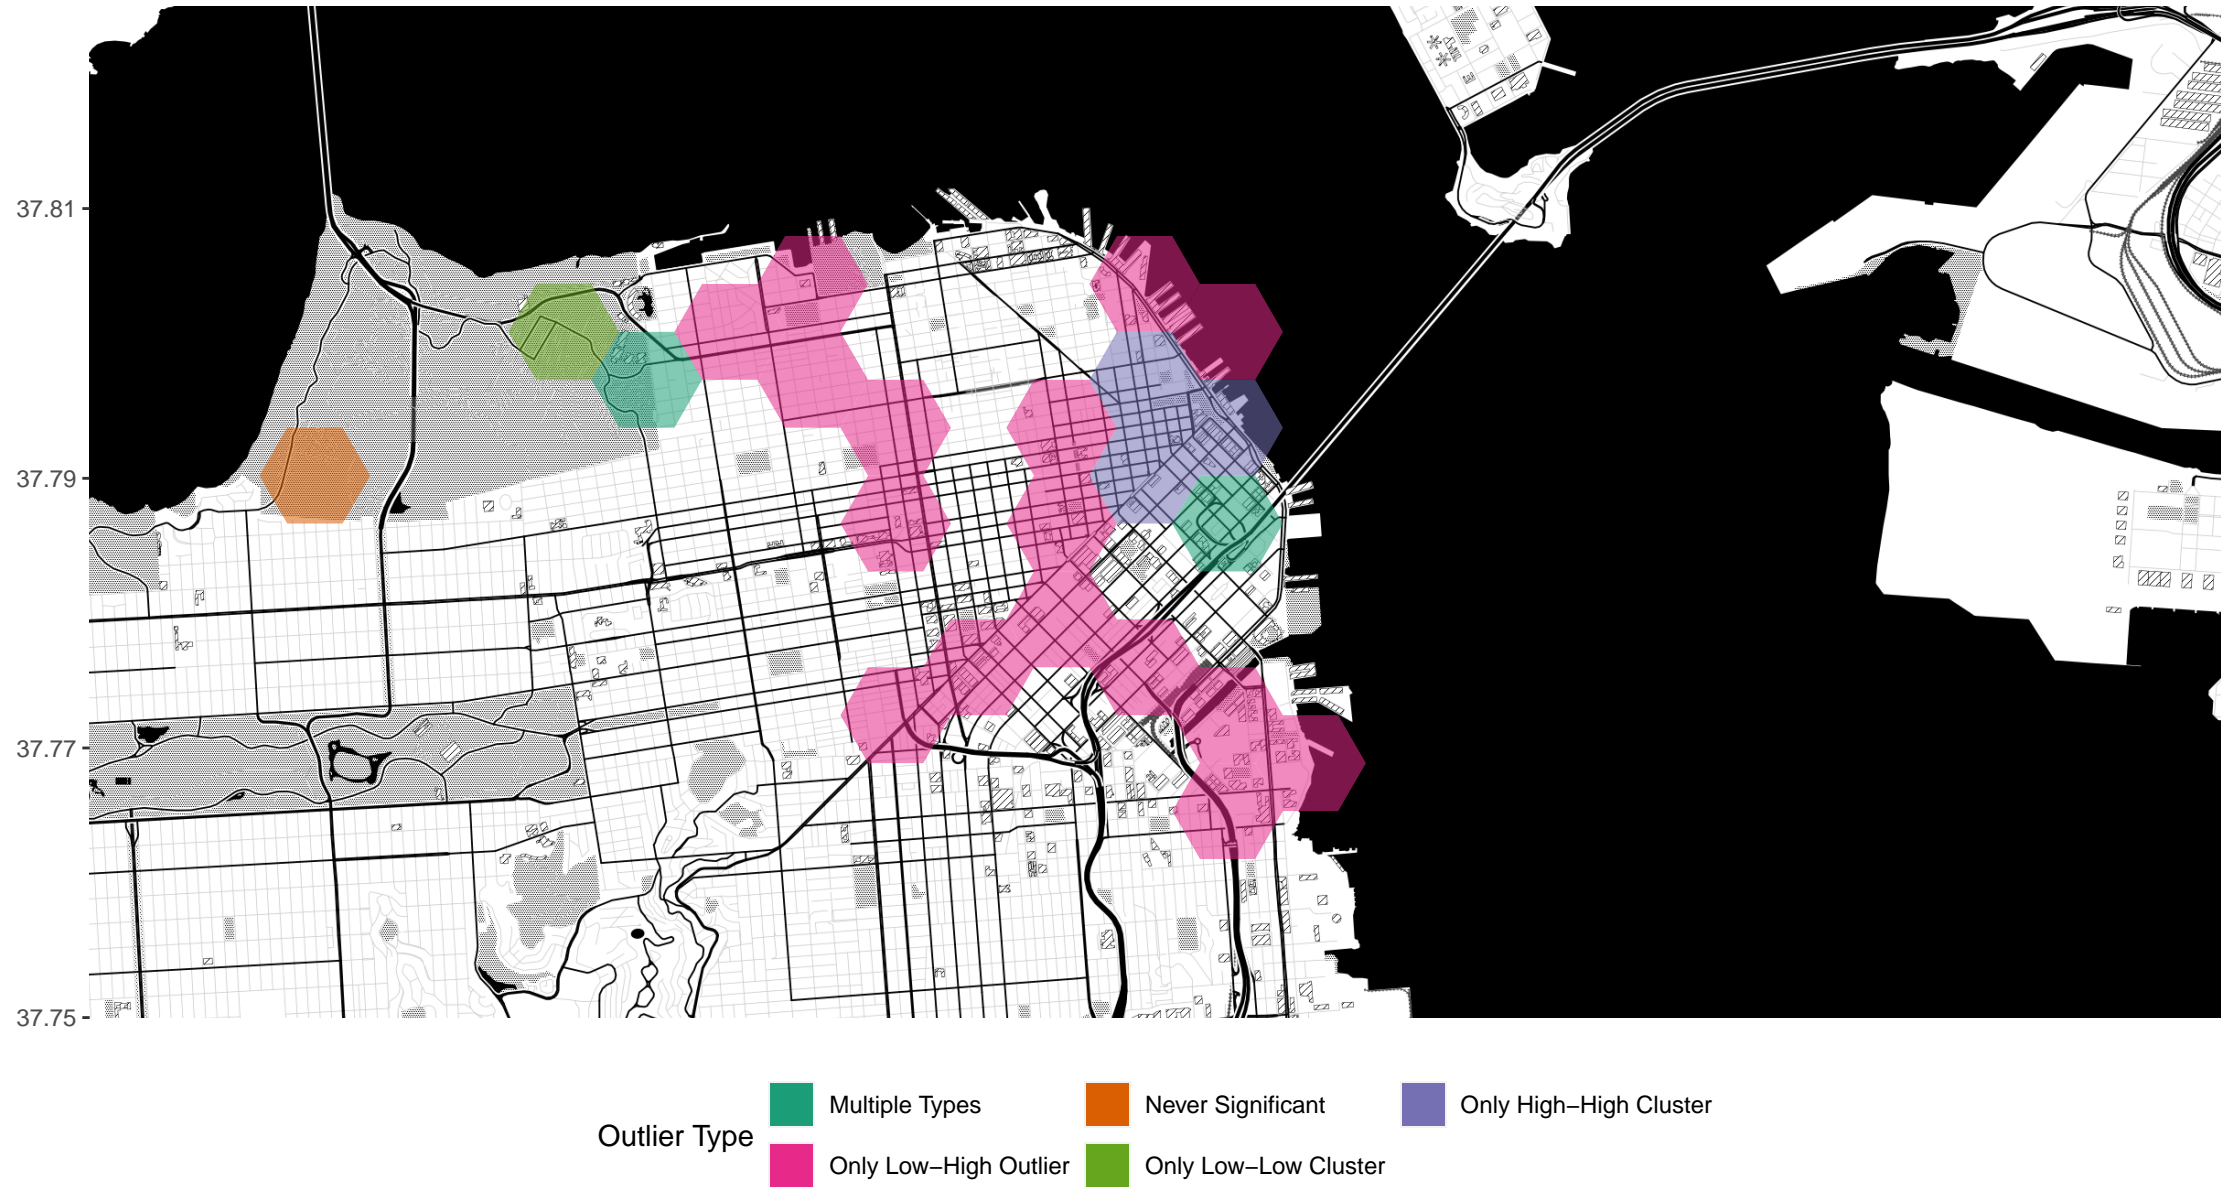 37.81
37.79
37.77
37.75
Outlier Type
Multiple Types
Never Significant
Only High−High Cluster
Only Low−High Outlier
Only Low−Low Cluster